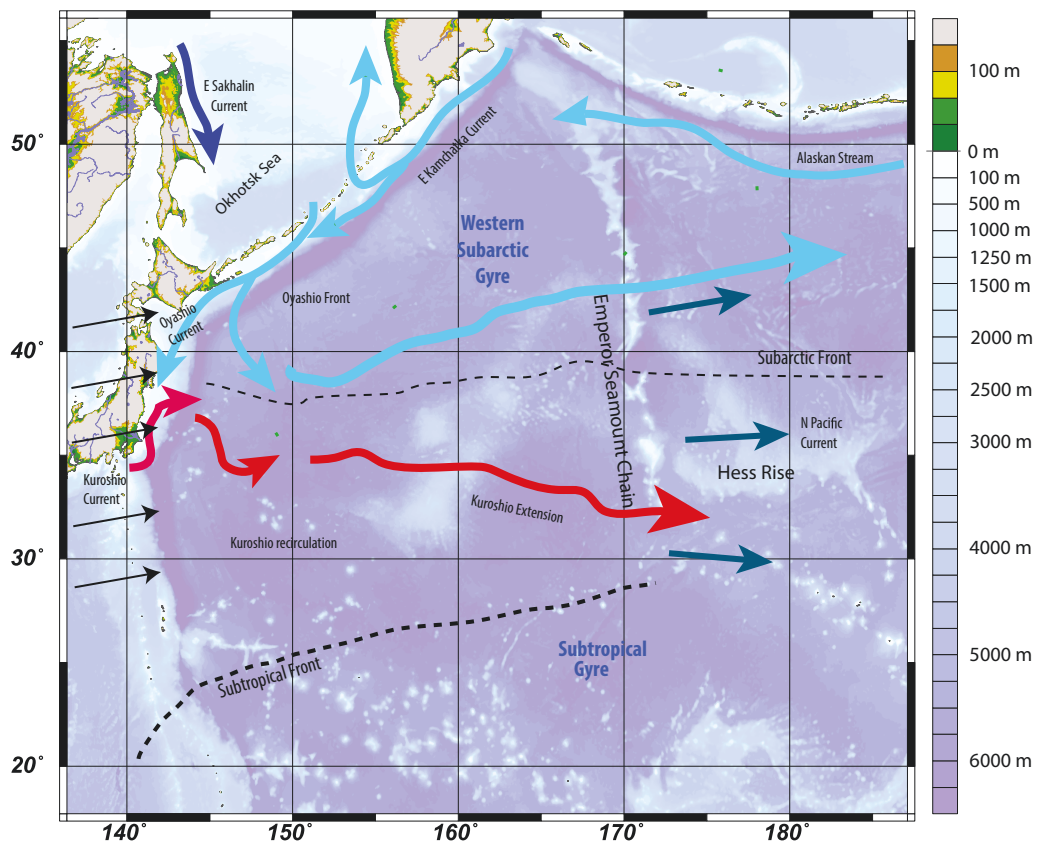 E Sakhalin
Current
Okhotsk Sea
E Kamchatka Current
Alaskan Stream
Western
Subarctic
Gyre
Oyashio Front
Oyashio
Current
Emperor Seamount Chain
Subarctic Front
N Pacific
Current
Hess Rise
Kuroshio
Current
Kuroshio Extension
Kuroshio recirculation
Subtropical Front
Subtropical
Gyre
50˚
40˚
30˚
20˚
140˚
150˚
160˚
170˚
180˚
100 m
0 m
100 m
500 m
1000 m
1250 m
1500 m
2000 m
2500 m
3000 m
4000 m
5000 m
6000 m